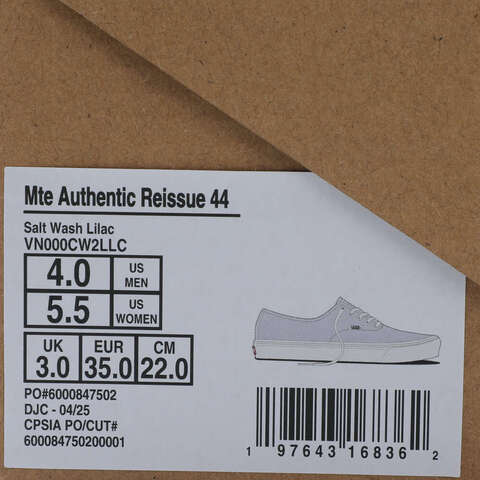 Mte Authentic Reissue 44
Salt Wash Lilac
VN000CW2LLC
4.0 US MEN
5.5 US WOMEN
UK EUR CM
3.0 35.0 22.0
PO#6000847502
DJC - 04/25
CPSIA PO/CUT#
600084750200001
1 97643 16836 2